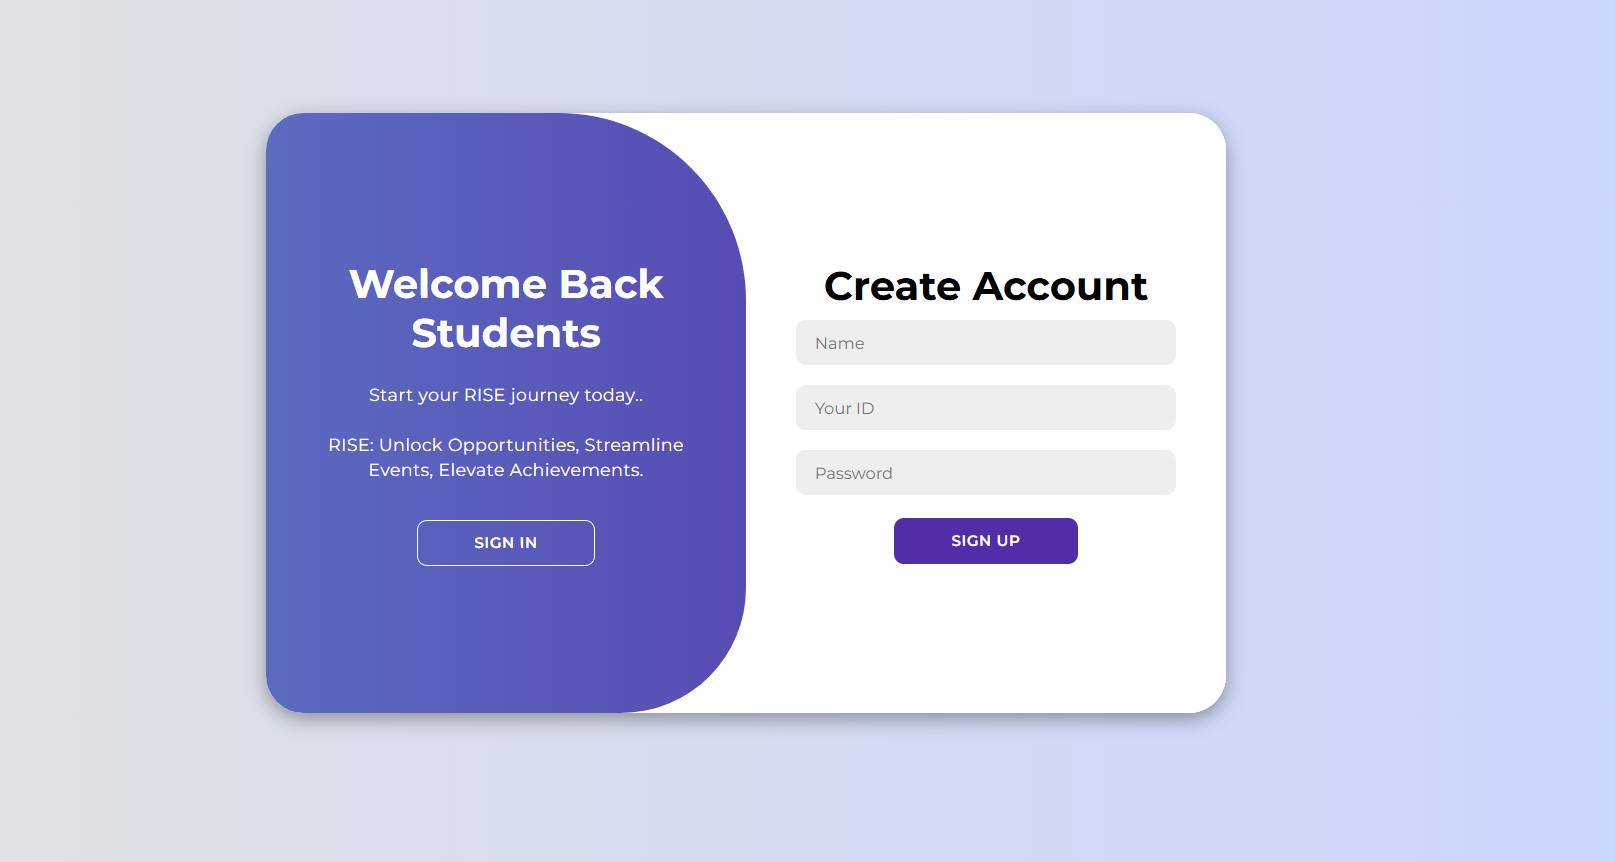 Welcome Back
Students
Start your RISE journey today..
RISE: Unlock Opportunities, Streamline
Events, Elevate Achievements.
SIGN IN
Create Account
Name
Your ID
Password
SIGN UP